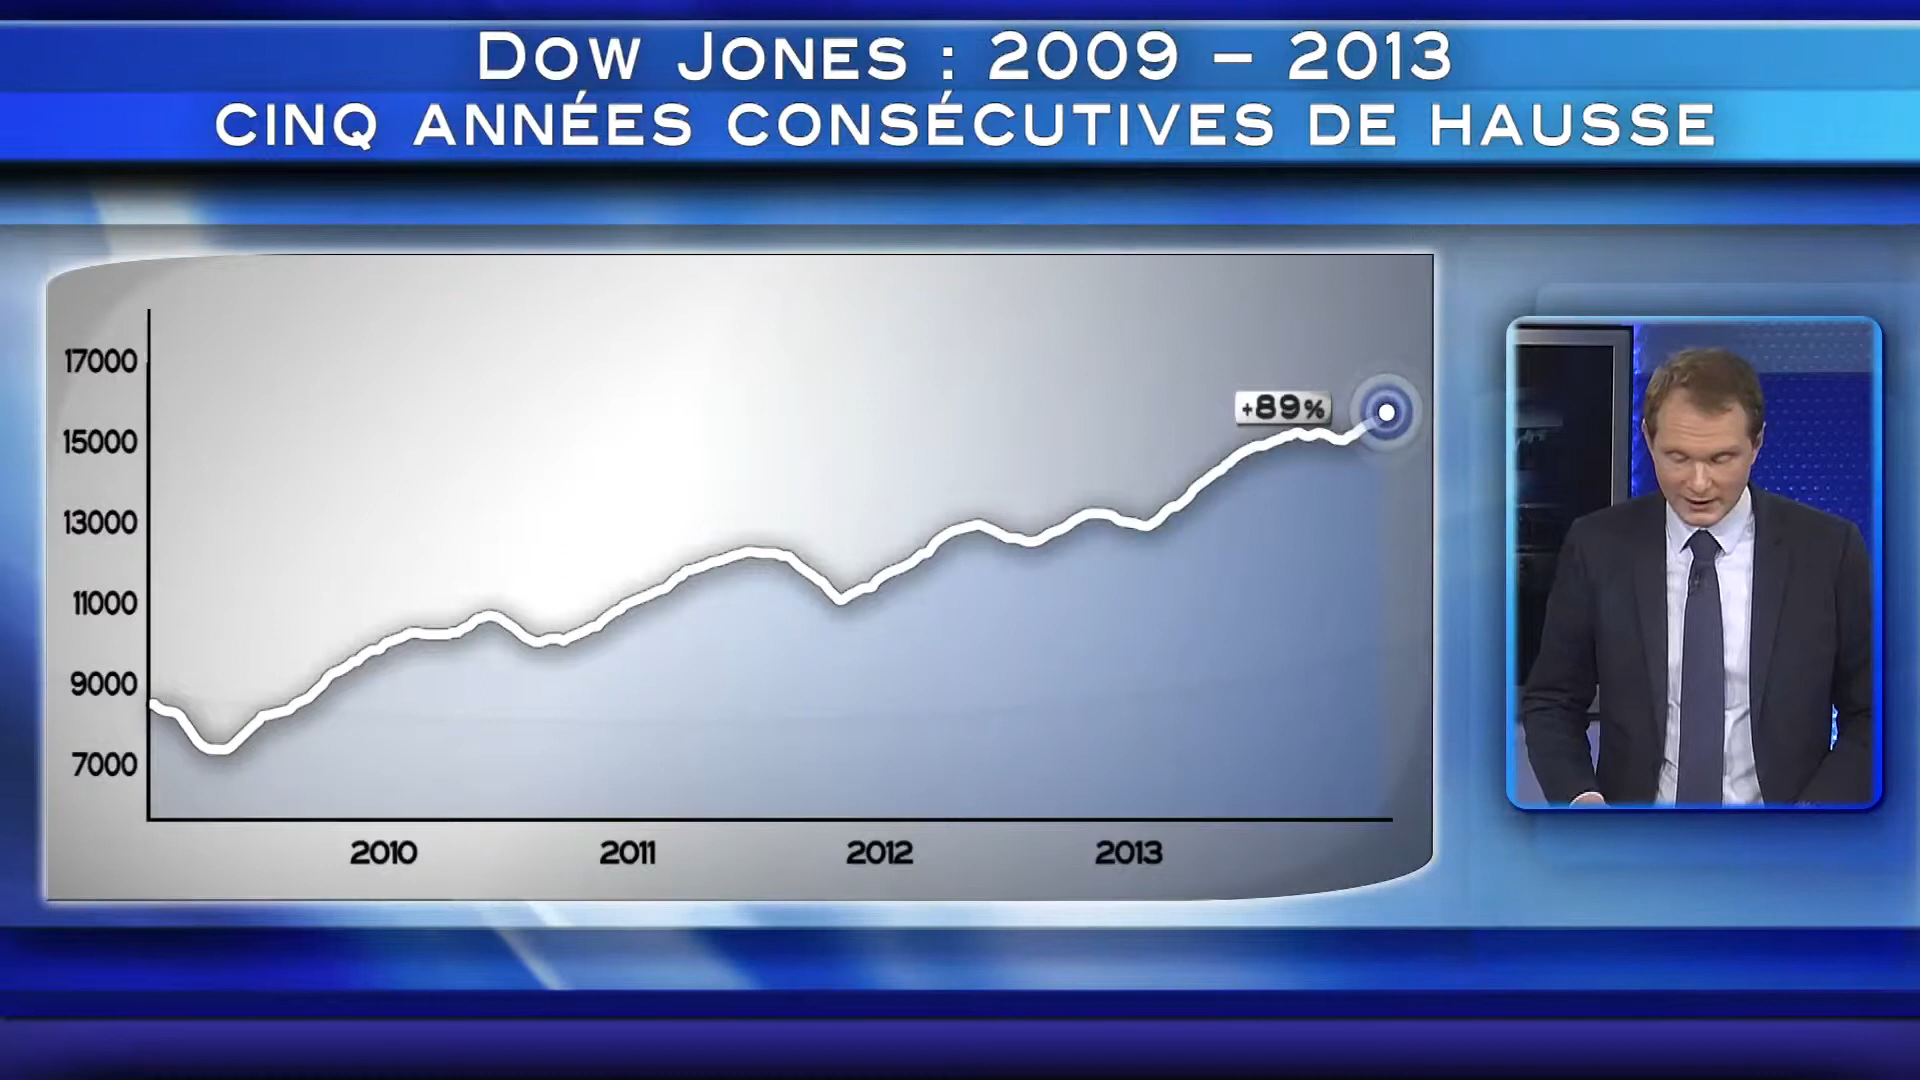 DOW JONES : 2009 – 2013
CINQ ANNÉES CONSÉCUTIVES DE HAUSSE
17000
15000
13000
11000
9000
7000
+89%
2010 2011 2012 2013